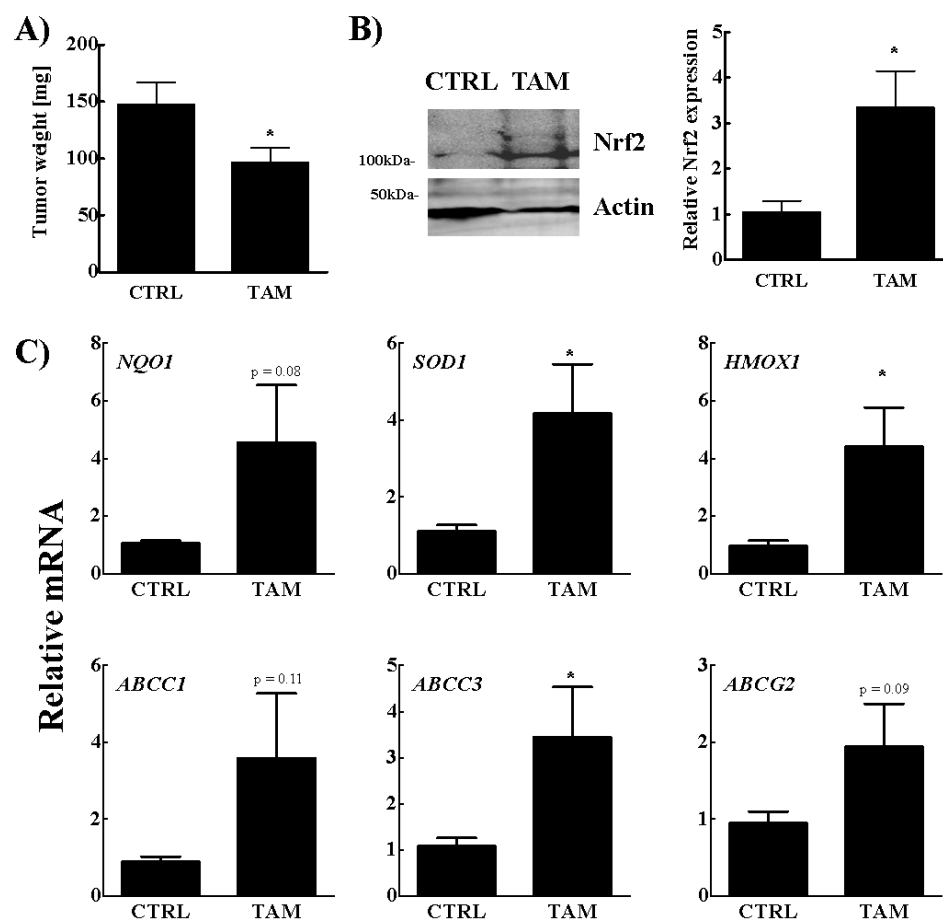 A)
200
150
100
50
0
Tumor weight [mg]
*
CTRL TAM
B)
CTRL TAM
Nrf2
100kDa-
50kDa-
Actin
5
4
3
2
1
0
Relative Nrf2 expression
*
CTRL TAM
C)
Relative mRNA
NQO1
8
6
4
2
0
p = 0.08
CTRL TAM
SOD1
6
4
2
0
*
CTRL TAM
HMOX1
8
6
4
2
0
*
CTRL TAM
ABCC1
6
4
2
0
p = 0.11
CTRL TAM
ABCC3
5
4
3
2
1
0
*
CTRL TAM
ABCG2
3
2
1
0
p = 0.09
CTRL TAM